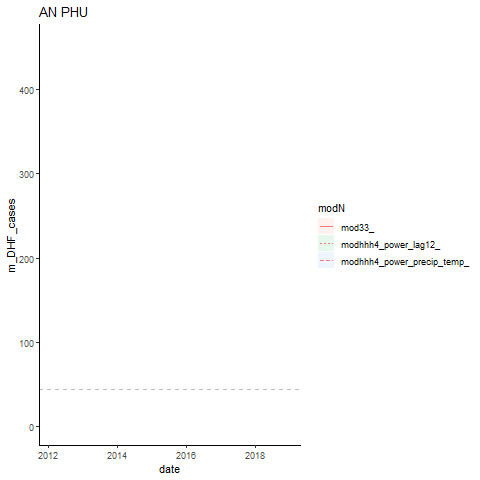 AN PHU
400
300
200
100
0
m_DHF_cases
2012 2014 2016 2018
date
modN
mod33_
modhhh4_power_lag12_
modhhh4_power_precip_temp_